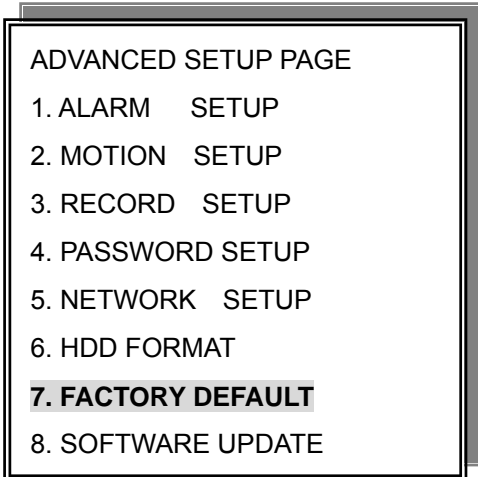 ADVANCED SETUP PAGE
1. ALARM SETUP
2. MOTION SETUP
3. RECORD SETUP
4. PASSWORD SETUP
5. NETWORK SETUP
6. HDD FORMAT
7. FACTORY DEFAULT
8. SOFTWARE UPDATE